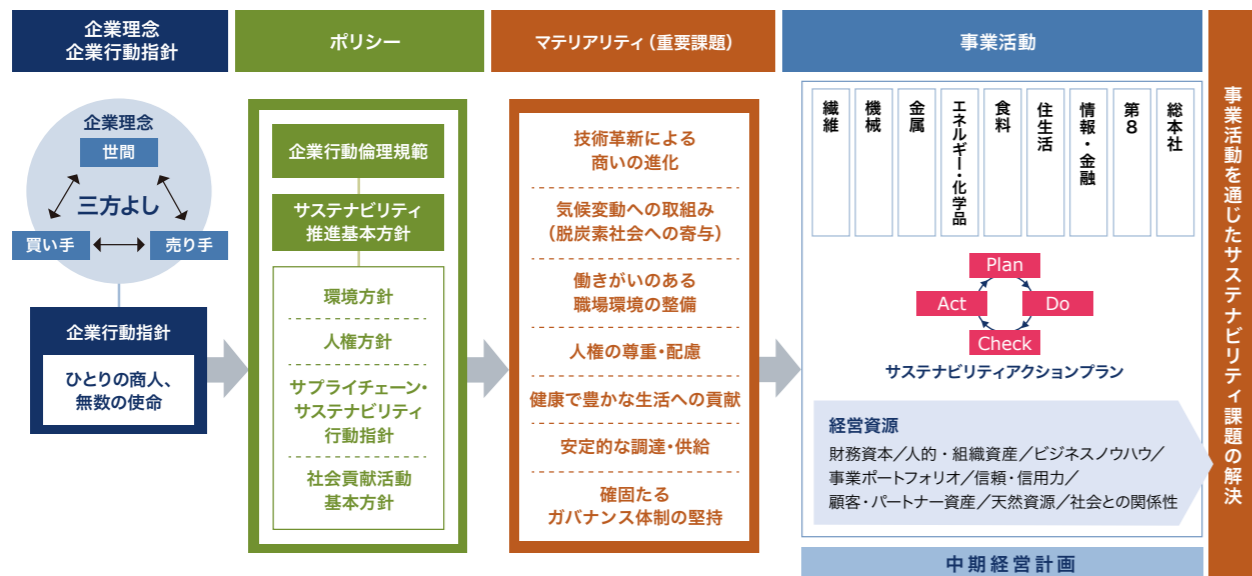 企業理念
企業行動指針
ポリシー
マテリアリティ（重要課題）
事業活動
企業理念
世間
三方よし
買い手
売り手
企業行動指針
ひとりの商人、
無数の使命
企業行動倫理規範
サステナビリティ
推進基本方針
環境方針
人権方針
サプライチェーン・
サステナビリティ
行動指針
社会貢献活動
基本方針
技術革新による
商いの進化
気候変動への取組み
（脱炭素社会への寄与）
働きがいのある
職場環境の整備
人権の尊重・配慮
健康で豊かな生活への貢献
安定的な調達・供給
確固たる
ガバナンス体制の堅持
繊維
機械
金属
エネルギー・化学品
食料
住生活
情報・金融
第8
総本社
Plan
Act
Do
Check
サステナビリティアクションプラン
経営資源
財務資本／人的・組織資産／ビジネスノウハウ／
事業ポートフォリオ／信頼・信用力／
顧客・パートナー資産／天然資源／社会との関係性
中期経営計画
事業活動を通じたサステナビリティ課題の解決